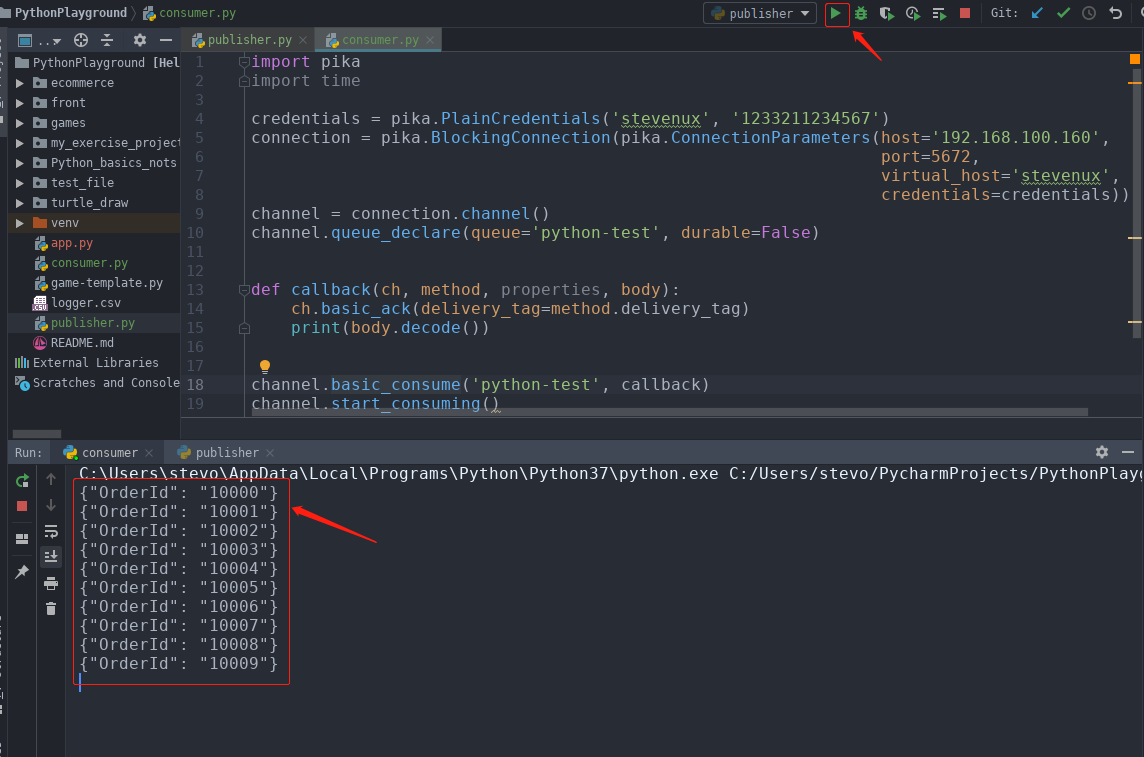 PythonPlayground consumer.py publisher Git:
.. publisher.py consumer.py
PythonPlayground [Hel
ecommerce
front
games
my_exercise_project
Python_basics_nots
test_file
turtle_draw
venv
app.py
consumer.py
game-template.py
logger.csv
publisher.py
README.md
External Libraries
Scratches and Console
1 import pika
2 import time
3
4 credentials = pika.PlainCredentials('stevenux', '1233211234567')
5 connection = pika.BlockingConnection(pika.ConnectionParameters(host='192.168.100.160',
6 port=5672,
7 virtual_host='stevenux',
8 credentials=credentials))
9 channel = connection.channel()
10 channel.queue_declare(queue='python-test', durable=False)
11
12
13 def callback(ch, method, properties, body):
14 ch.basic_ack(delivery_tag=method.delivery_tag)
15 print(body.decode())
16
17
18 channel.basic_consume('python-test', callback)
19 channel.start_consuming()
Run: consumer publisher
C:\Users\stevo\AppData\Local\Programs\Python\Python37\python.exe C:/Users/stevo/PycharmProjects/PythonPlayg
{"OrderId": "10000"}
{"OrderId": "10001"}
{"OrderId": "10002"}
{"OrderId": "10003"}
{"OrderId": "10004"}
{"OrderId": "10005"}
{"OrderId": "10006"}
{"OrderId": "10007"}
{"OrderId": "10008"}
{"OrderId": "10009"}